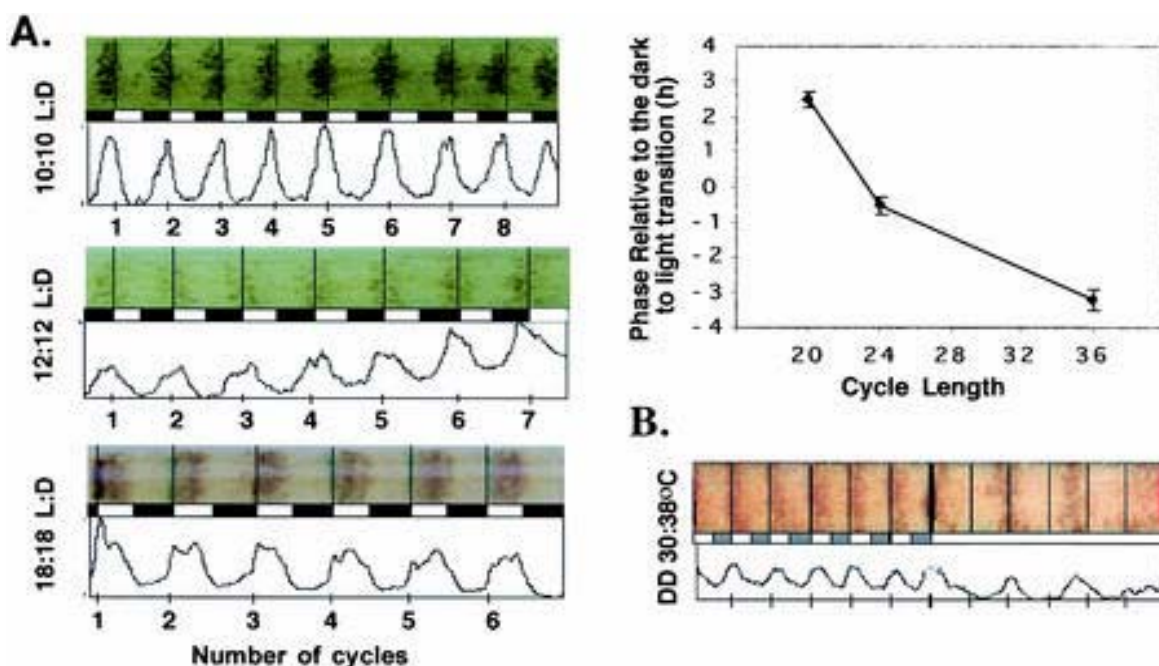 A.
10:10 L:D
1 2 3 4 5 6 7 8
12:12 L:D
1 2 3 4 5 6 7
18:18 L:D
1 2 3 4 5 6
Number of cycles
Phase Relative to the dark
to light transition (h)
4
3
2
1
0
- 1
- 2
- 3
- 4
20 24 28 32 36
Cycle Length
B.
DD 30:38ºC